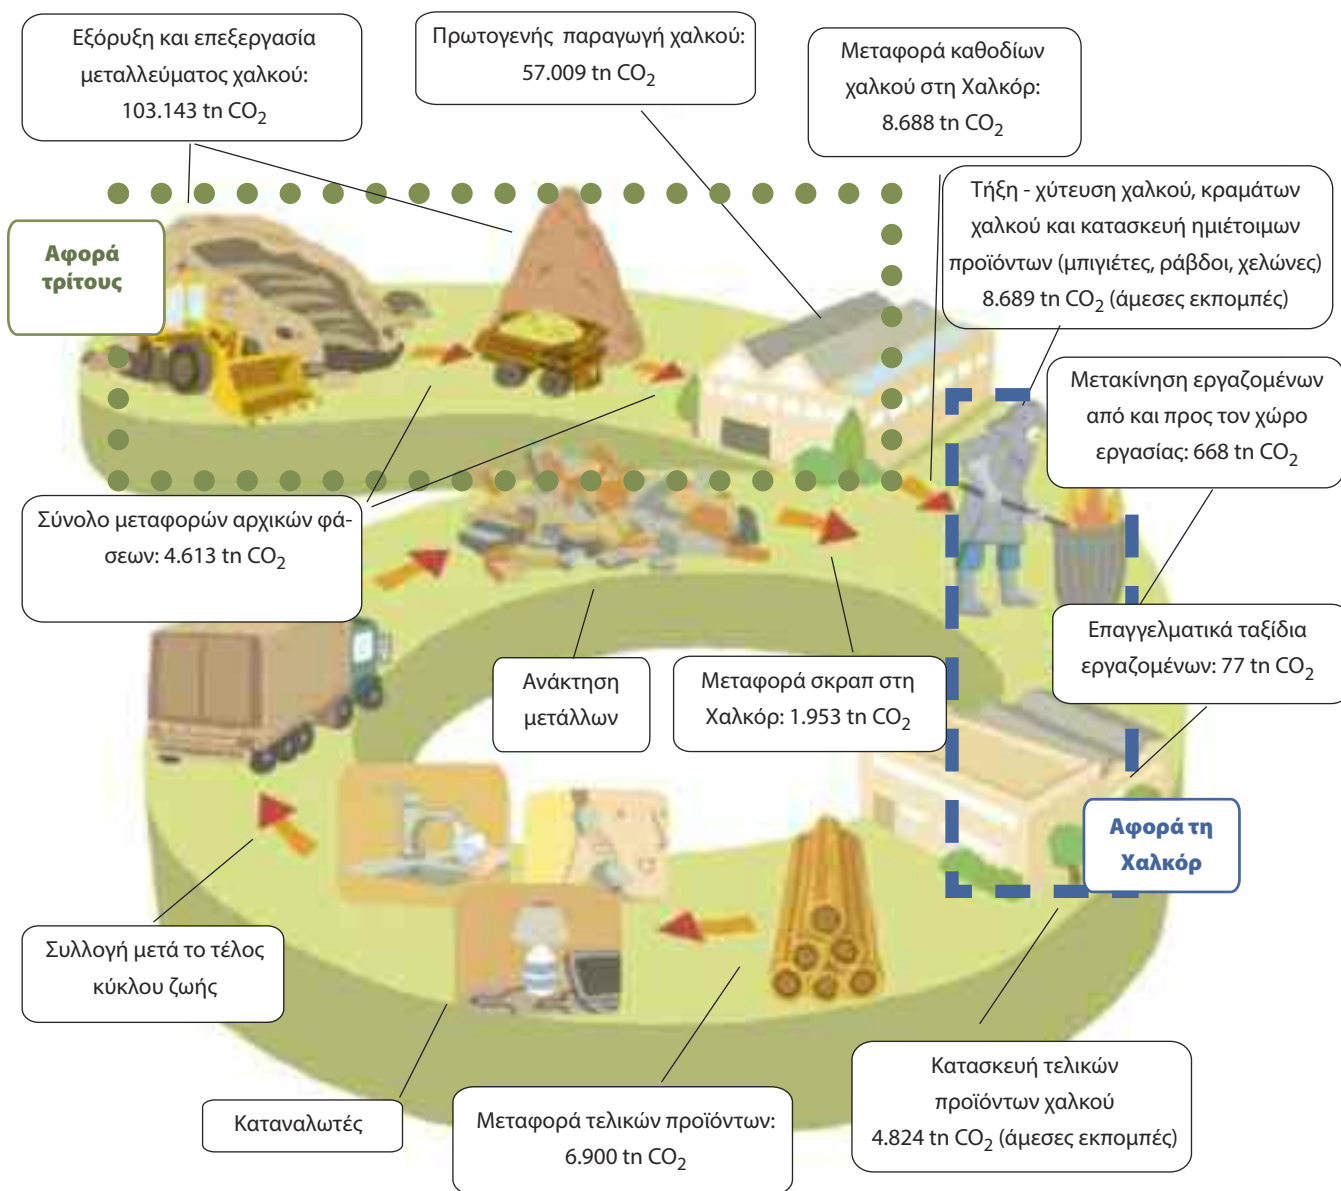 Εξόρυξη και επεξεργασία
μεταλλεύματος χαλκού:
103.143 tn CO₂
Πρωτογενής παραγωγή χαλκού:
57.009 tn CO₂
Μεταφορά καθοδίων
χαλκού στη Χαλκόρ:
8.688 tn CO₂
Τήξη - χύτευση χαλκού, κραμάτων
χαλκού και κατασκευή ημιέτοιμων
προϊόντων (μπιγιέτες, ράβδοι, χελώνες)
8.689 tn CO₂ (άμεσες εκπομπές)
Αφορά
τρίτους
Μετακίνηση εργαζομένων
από και προς τον χώρο
εργασίας: 668 tn CO₂
Σύνολο μεταφορών αρχικών φά-
σεων: 4.613 tn CO₂
Επαγγελματικά ταξίδια
εργαζομένων: 77 tn CO₂
Ανάκτηση
μετάλλων
Μεταφορά σκραπ στη
Χαλκόρ: 1.953 tn CO₂
Αφορά τη
Χαλκόρ
Συλλογή μετά το τέλος
κύκλου ζωής
Καταναλωτές
Μεταφορά τελικών προϊόντων:
6.900 tn CO₂
Κατασκευή τελικών
προϊόντων χαλκού
4.824 tn CO₂ (άμεσες εκπομπές)